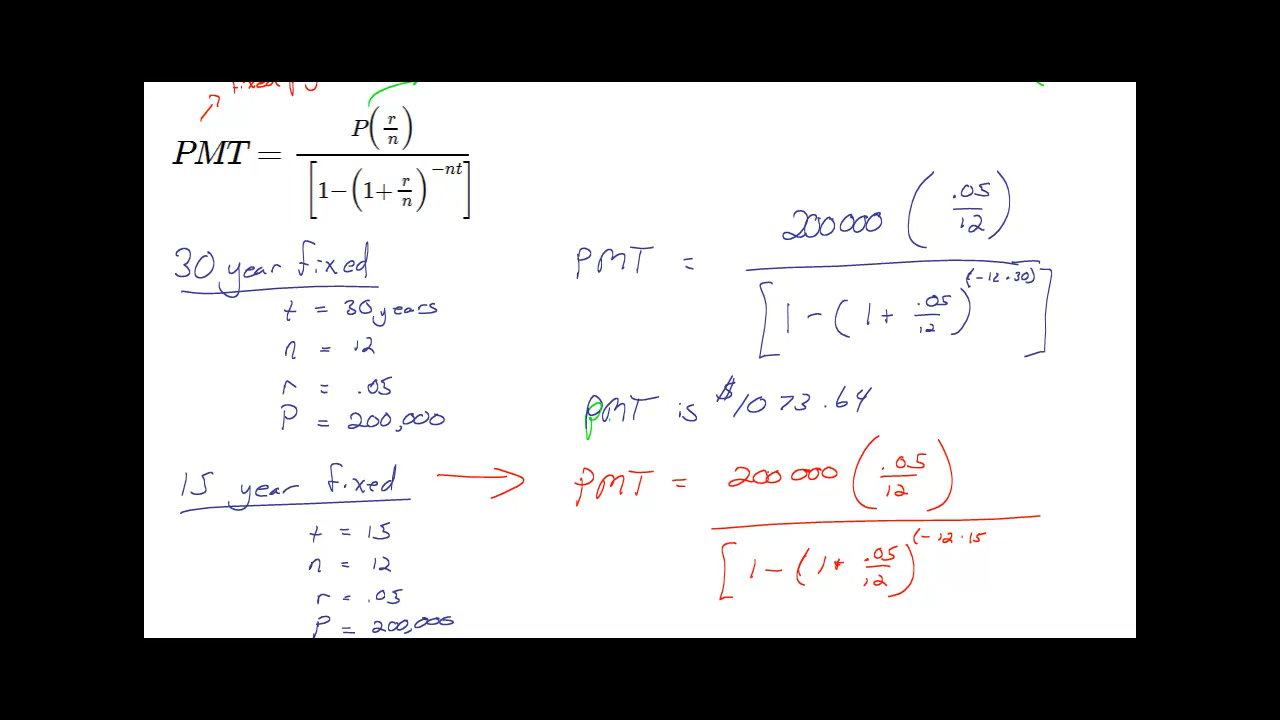 fixed
PMT = P(r/n) / [1-(1+ r/n)^-nt]
30 year fixed
t = 30 years
n = 12
r = .05
P = 200,000
PMT = 200000 (.05/12) / [1 - (1 + .05/12)^(-12·30)]
PMT is $1073.64
15 year fixed
t = 15
n = 12
r = .05
P = 200,000
PMT = 200000 (.05/12) / [1 - (1+ .05/12)^(-12·15